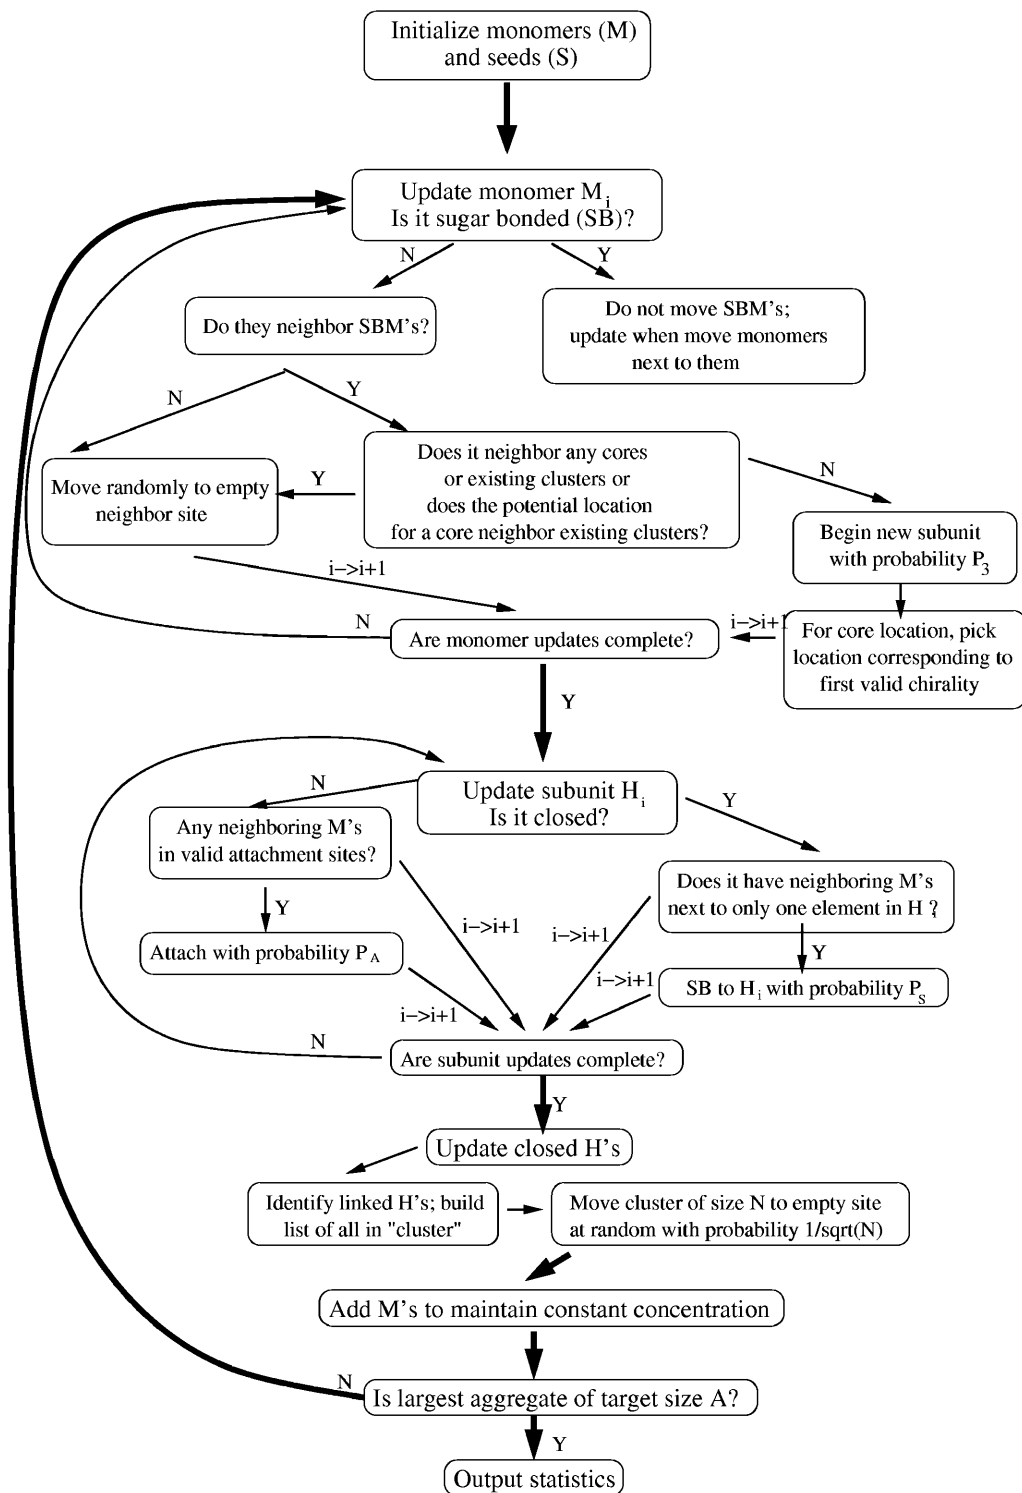 Initialize monomers (M)
and seeds (S)
Update monomer M_i
Is it sugar bonded (SB)?
N
Y
Do they neighbor SBM's?
Do not move SBM's;
update when move monomers
next to them
N
Y
Move randomly to empty
neighbor site
Y
Does it neighbor any cores
or existing clusters or
does the potential location
for a core neighbor existing clusters?
N
Begin new subunit
with probability P_3
i->i+1
N
Are monomer updates complete?
i->i+1
For core location, pick
location corresponding to
first valid chirality
Y
Update subunit H_i
Is it closed?
N
Y
Any neighboring M's
in valid attachment sites?
Does it have neighboring M's
next to only one element in H_i?
Y
i->i+1
i->i+1
Y
Attach with probability P_A
i->i+1
i->i+1
SB to H_i with probability P_S
N
Are subunit updates complete?
Y
Update closed H's
Identify linked H's; build
list of all in "cluster"
Move cluster of size N to empty site
at random with probability 1/sqrt(N)
Add M's to maintain constant concentration
N
Is largest aggregate of target size A?
Y
Output statistics